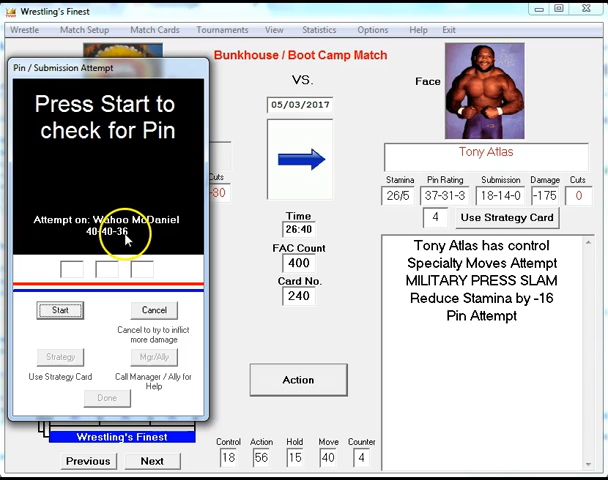 Wrestling's Finest
Wrestle Match Setup Match Cards Tournaments View Statistics Options Help Exit
Pin / Submission Attempt
Press Start to
check for Pin
Attempt on: Wahoo McDaniel
40-40-36
Start
Cancel
Cancel to try to inflict
more damage
Strategy
Mgr/Ally
Use Strategy Card
Call Manager / Ally for
Help
Done
Bunkhouse / Boot Camp Match
VS.
05/03/2017
Face
Tony Atlas
Cuts
-30
Stamina Pin Rating Submission Damage Cuts
26/5 37-31-3 18-14-0 -175 0
4 Use Strategy Card
Time
26:40
FAC Count
400
Card No.
240
Tony Atlas has control
Specialty Moves Attempt
MILITARY PRESS SLAM
Reduce Stamina by -16
Pin Attempt
Action
Wrestling's Finest
Previous Next
Control Action Hold Move Counter
18 56 15 40 4